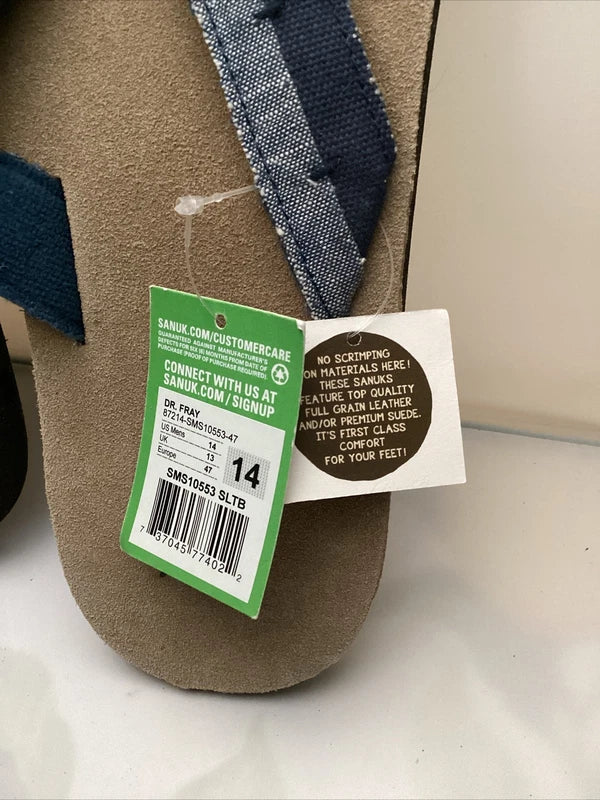 SANUK.COM/CUSTOMERCARE
GUARANTEED AGAINST MANUFACTURER'S
DEFECTS FOR SIX (6) MONTHS FROM DATE OF
PURCHASE (PROOF OF PURCHASE REQUIRED).
CONNECT WITH US AT
SANUK.COM/SIGNUP
DR. FRAY
87214-SMS10553-47
US Mens 14
UK 13
Europe 47
14
SMS10553 SLTB
7 37045 77402 2
NO SCRIMPING
ON MATERIALS HERE!
THESE SANUKS
FEATURE TOP QUALITY
FULL GRAIN LEATHER
AND/OR PREMIUM SUEDE.
IT'S FIRST CLASS
COMFORT
FOR YOUR FEET!